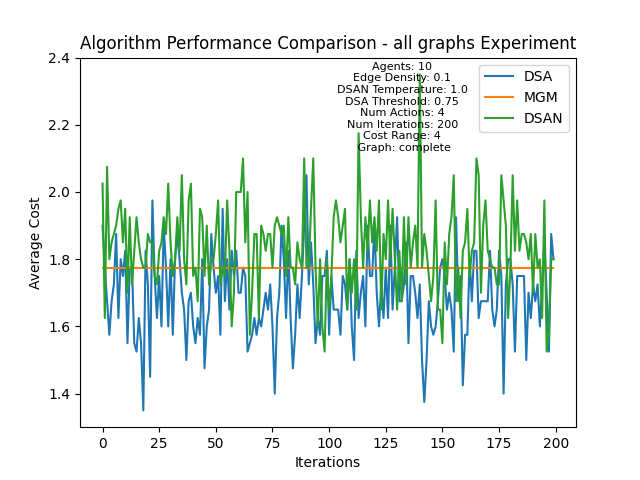 Algorithm Performance Comparison - all graphs Experiment
Agents: 10
Edge Density: 0.1
DSAN Temperature: 1.0
DSA Threshold: 0.75
Num Actions: 4
Num Iterations: 200
Cost Range: 4
Graph: complete
DSA
MGM
DSAN
Average Cost
2.4
2.2
2.0
1.8
1.6
1.4
0
25
50
75
100
125
150
175
200
Iterations